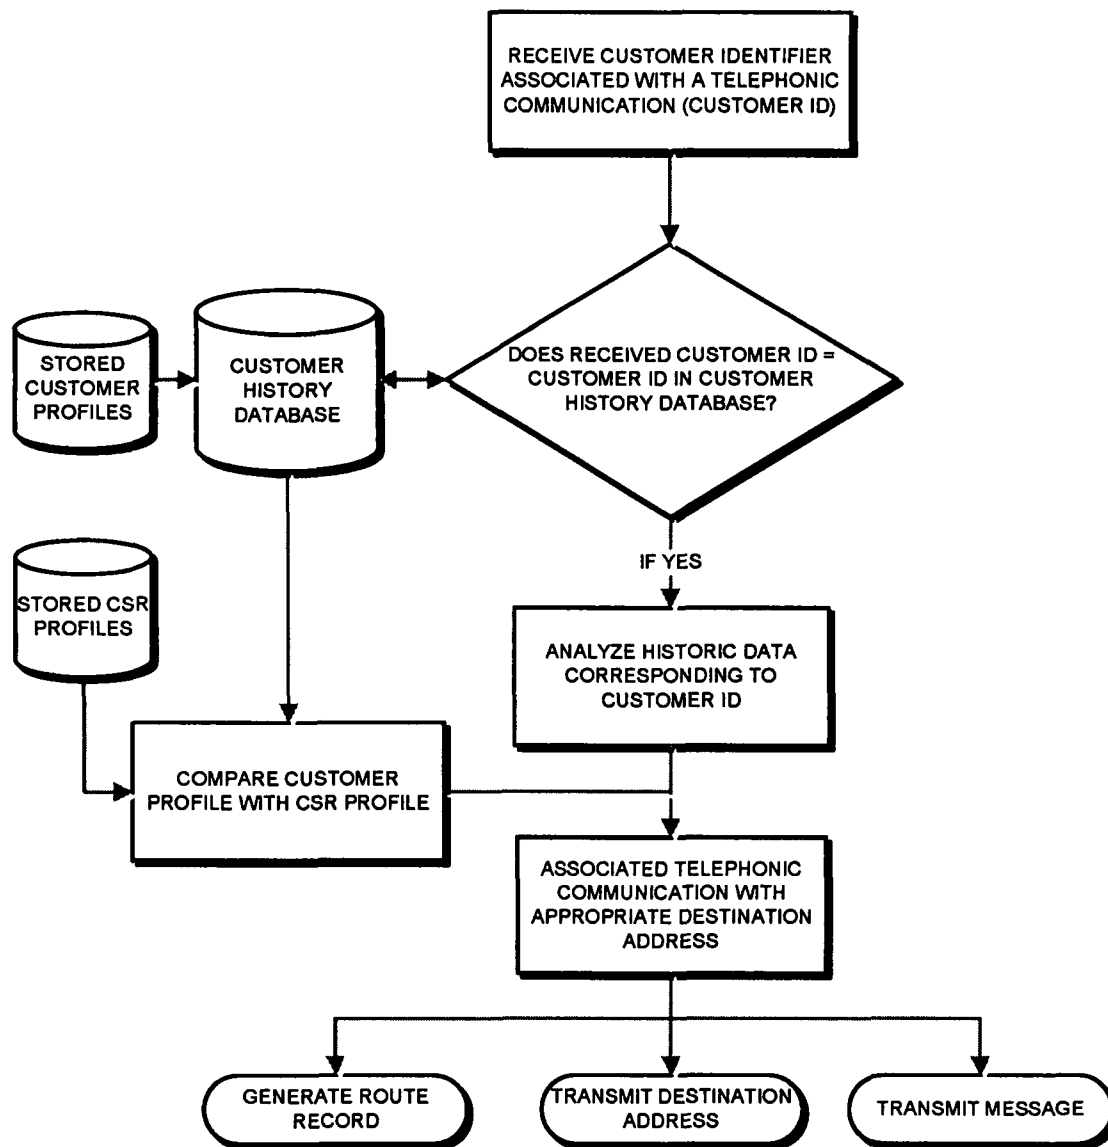 RECEIVE CUSTOMER IDENTIFIER
ASSOCIATED WITH A TELEPHONIC
COMMUNICATION (CUSTOMER ID)
DOES RECEIVED CUSTOMER ID =
CUSTOMER ID IN CUSTOMER
HISTORY DATABASE?
STORED
CUSTOMER
PROFILES
CUSTOMER
HISTORY
DATABASE
IF YES
STORED CSR
PROFILES
ANALYZE HISTORIC DATA
CORRESPONDING TO
CUSTOMER ID
COMPARE CUSTOMER
PROFILE WITH CSR PROFILE
ASSOCIATED TELEPHONIC
COMMUNICATION WITH
APPROPRIATE DESTINATION
ADDRESS
GENERATE ROUTE
RECORD
TRANSMIT DESTINATION
ADDRESS
TRANSMIT MESSAGE